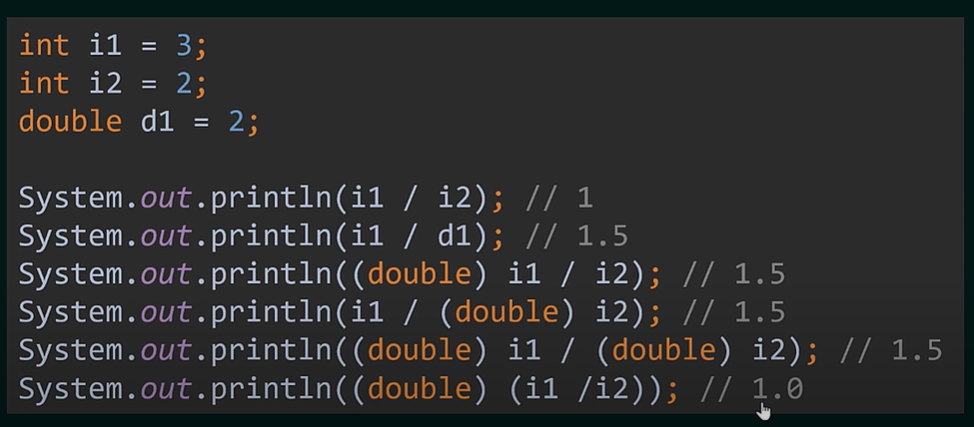 int i1 = 3;
int i2 = 2;
double d1 = 2;
System.out.println(i1 / i2); // 1
System.out.println(i1 / d1); // 1.5
System.out.println((double) i1 / i2); // 1.5
System.out.println(i1 / (double) i2); // 1.5
System.out.println((double) i1 / (double) i2); // 1.5
System.out.println((double) (i1 /i2)); // 1.0